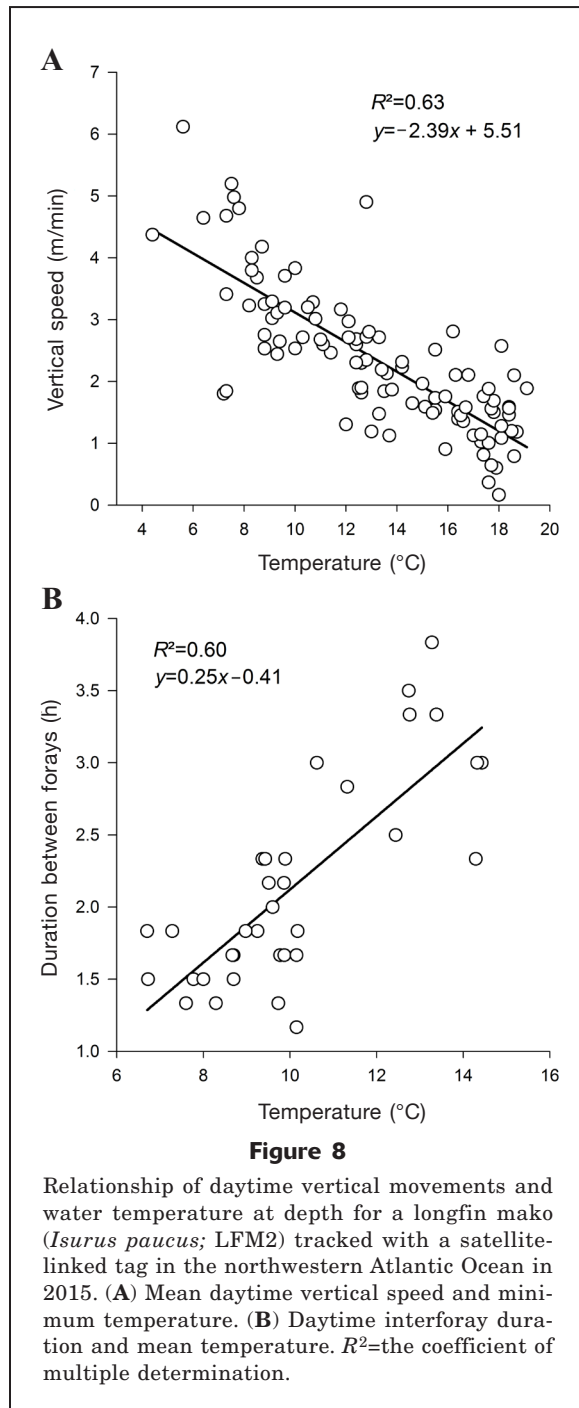 A
7
6
5
4
3
2
1
0
Vertical speed (m/min)
R²=0.63
y=−2.39x + 5.51
4 6 8 10 12 14 16 18 20
Temperature (°C)
B
4.0
3.5
3.0
2.5
2.0
1.5
1.0
Duration between forays (h)
R²=0.60
y=0.25x−0.41
6 8 10 12 14 16
Temperature (°C)
Figure 8
Relationship of daytime vertical movements and
water temperature at depth for a longfin mako
(Isurus paucus; LFM2) tracked with a satellite-
linked tag in the northwestern Atlantic Ocean in
2015. (A) Mean daytime vertical speed and mini-
mum temperature. (B) Daytime interforay dura-
tion and mean temperature. R²=the coefficient of
multiple determination.